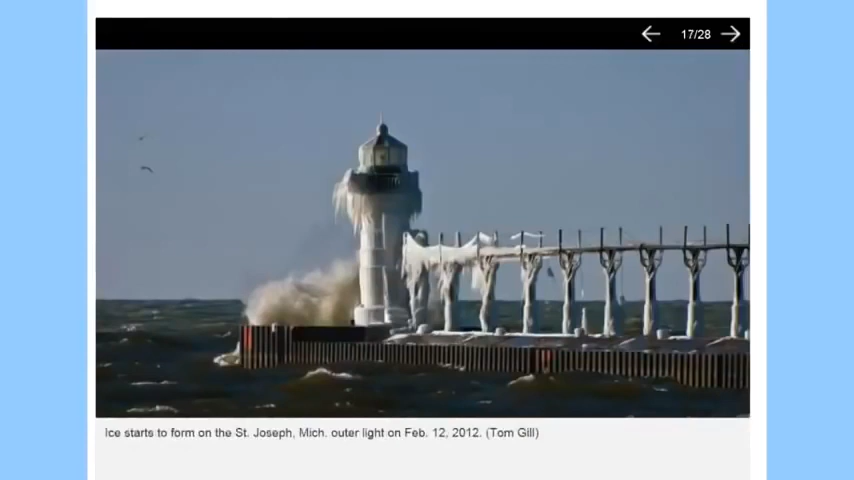 17/28
Ice starts to form on the St. Joseph, Mich. outer light on Feb. 12, 2012. (Tom Gill)